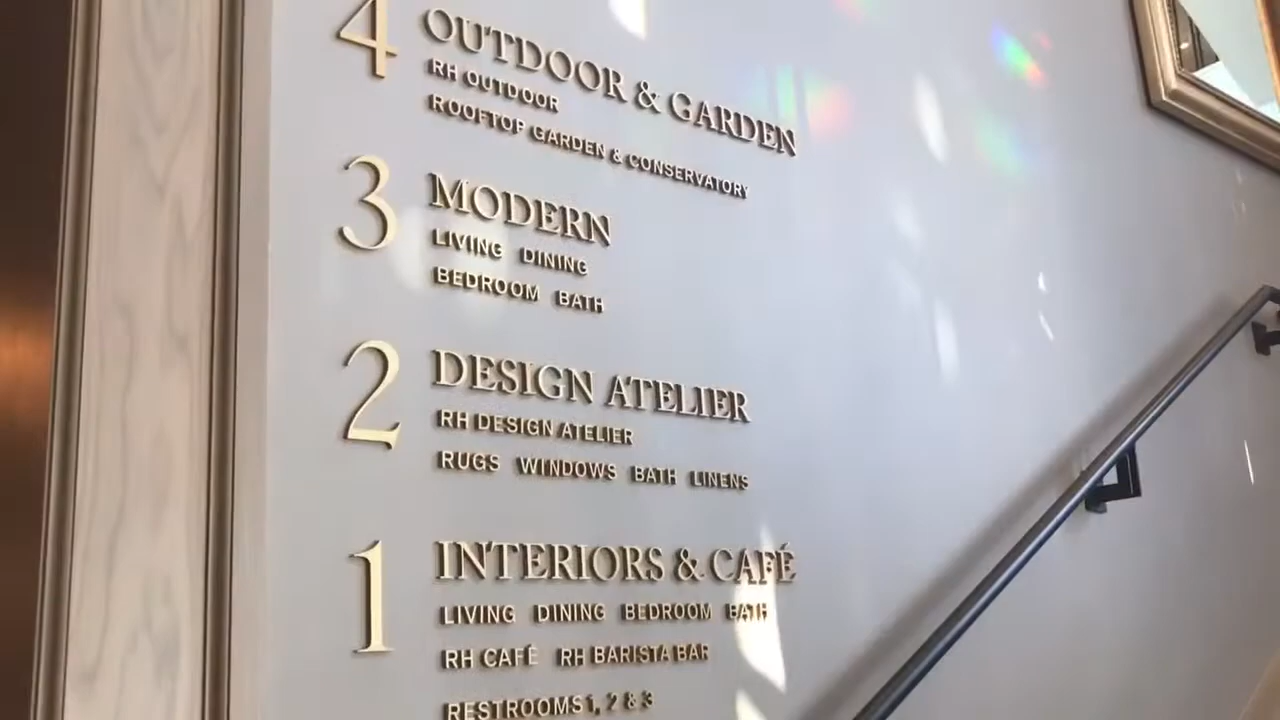 4 OUTDOOR & GARDEN
RH OUTDOOR
ROOFTOP GARDEN & CONSERVATORY
3 MODERN
LIVING DINING
BEDROOM BATH
2 DESIGN ATELIER
RH DESIGN ATELIER
RUGS WINDOWS BATH LINENS
1 INTERIORS & CAFÉ
LIVING DINING BEDROOM BATH
RH CAFÉ RH BARISTA BAR
RESTROOMS 1, 2 & 3